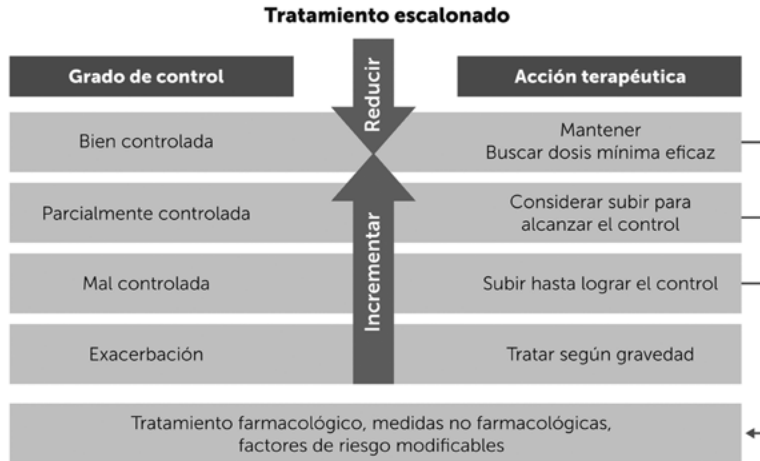 Tratamiento escalonado
Grado de control
Reducir
Acción terapéutica
Bien controlada
Mantener
Buscar dosis mínima eficaz
Parcialmente controlada
Considerar subir para
alcanzar el control
Incrementar
Mal controlada
Subir hasta lograr el control
Exacerbación
Tratar según gravedad
Tratamiento farmacológico, medidas no farmacológicas,
factores de riesgo modificables